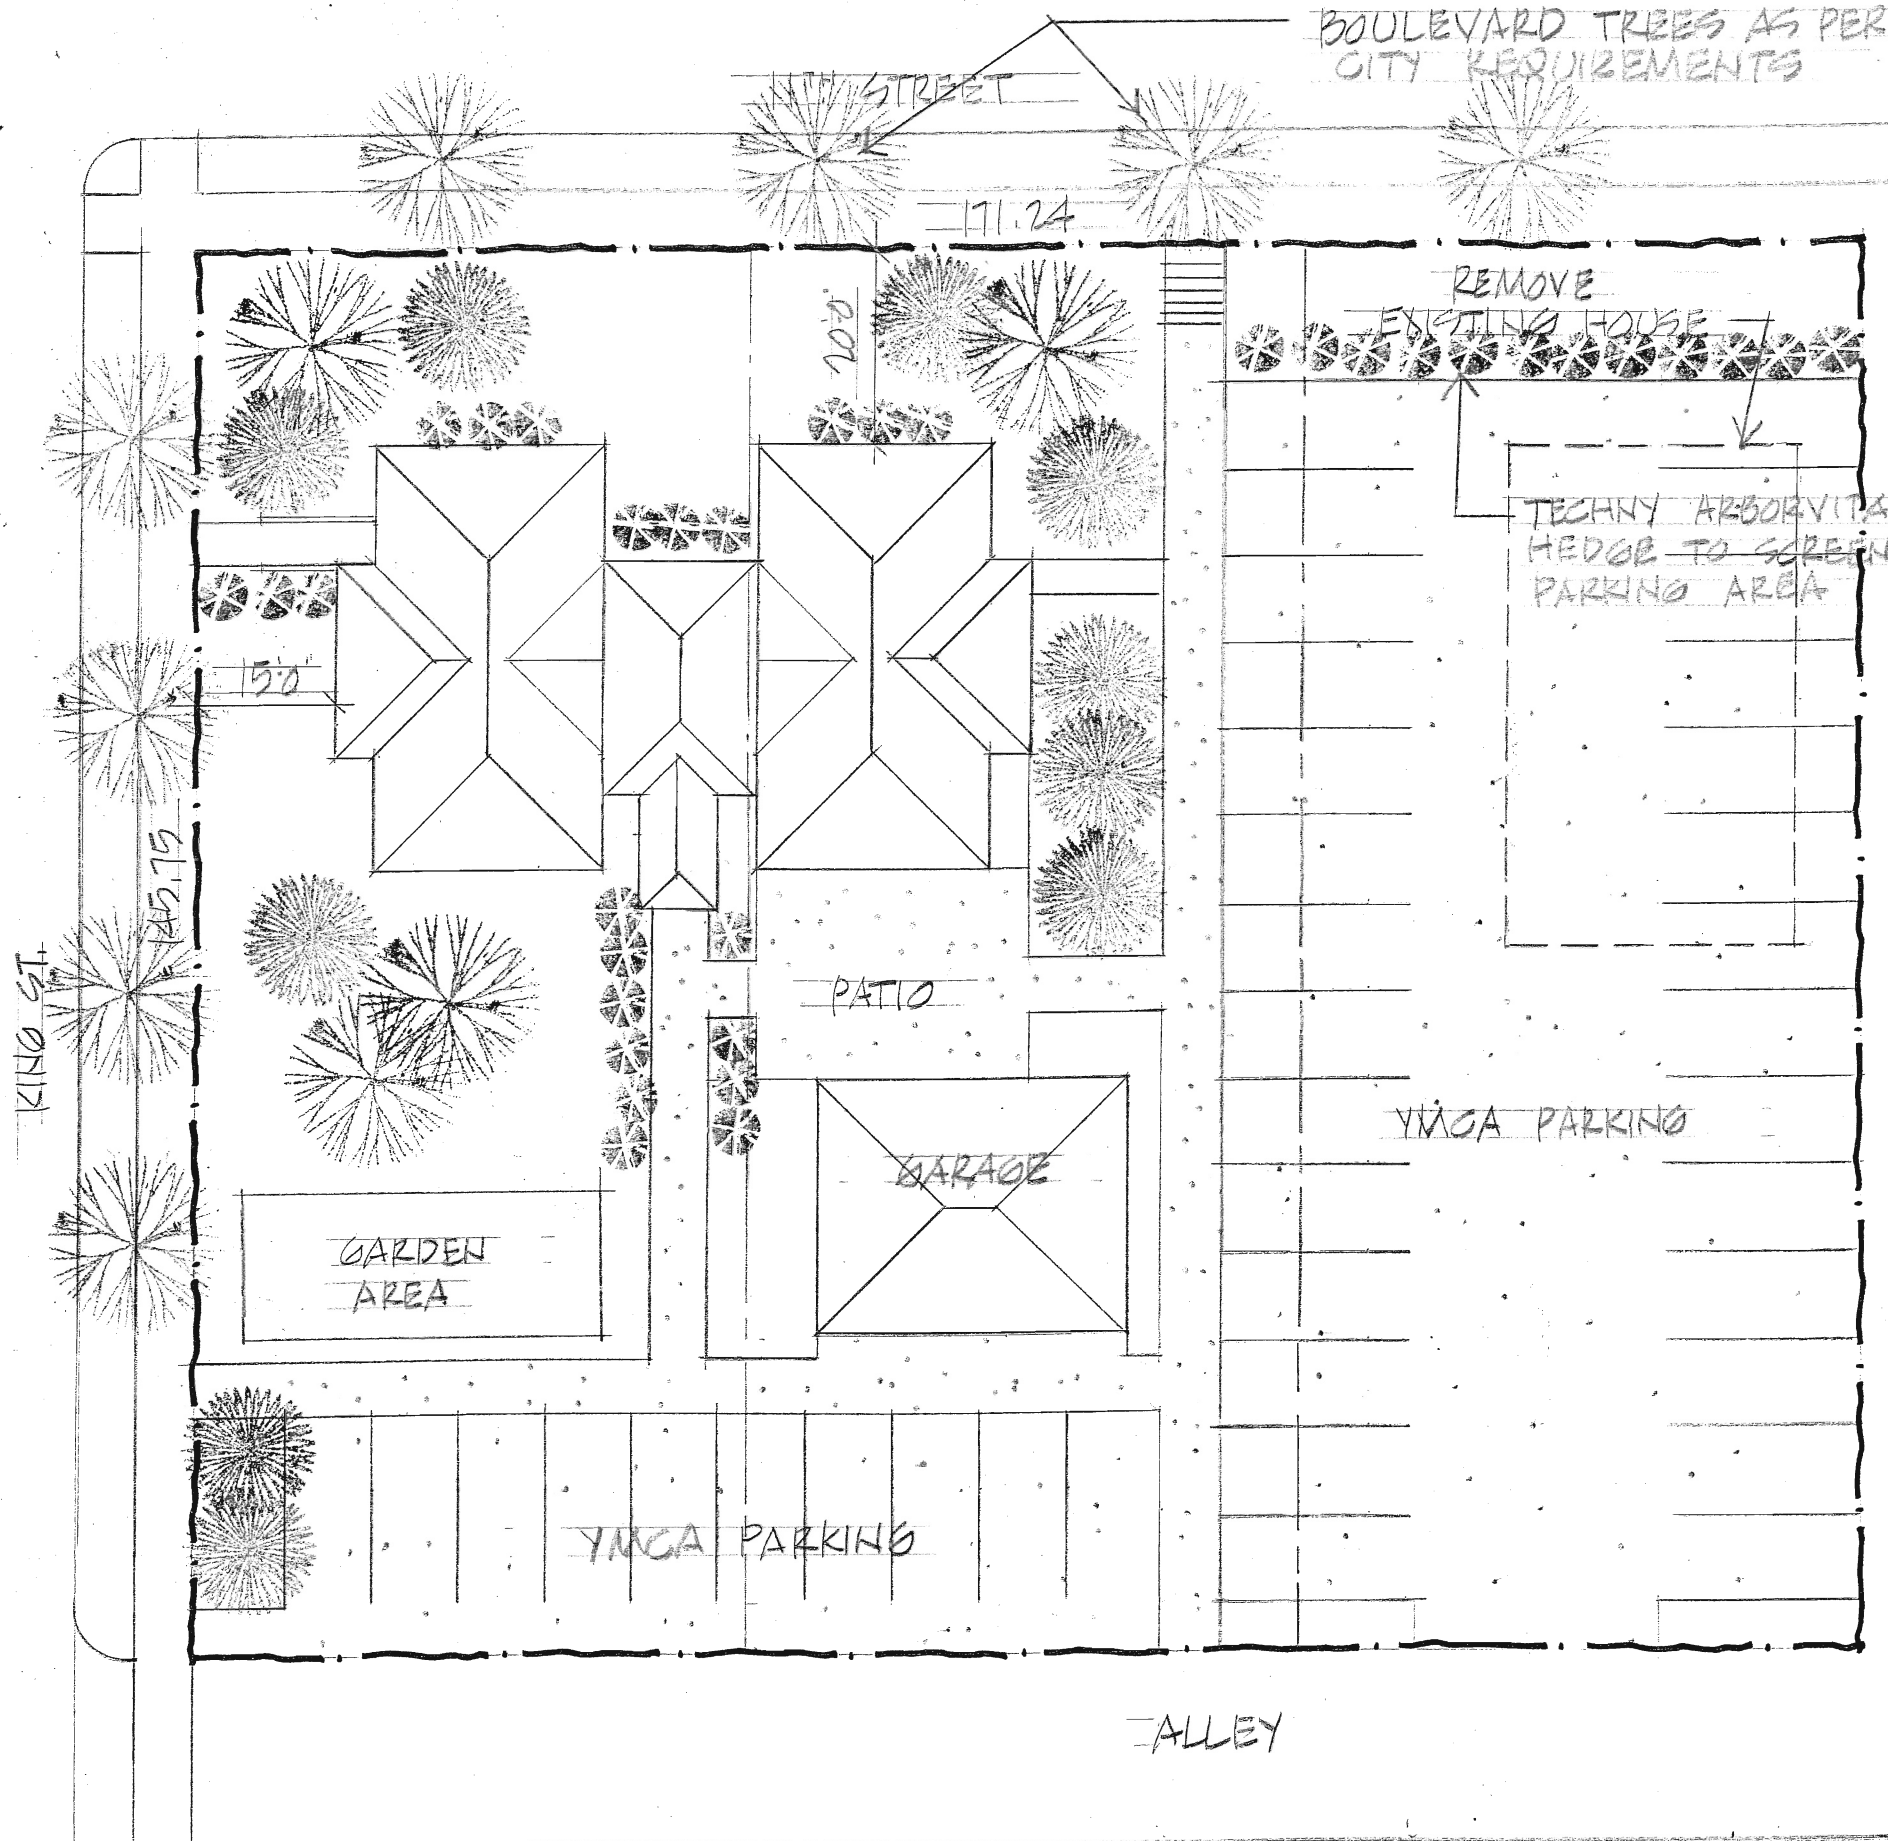 BOULEVARD TREES AS PER
CITY REQUIREMENTS
11TH STREET
171.24
REMOVE
EXISTING HOUSE
20'0"
TECHNY ARBORVITA
HEDGE TO SCREEN
PARKING AREA
15'0"
145.75
KING ST.
PATIO
YMCA PARKING
GARAGE
GARDEN
AREA
YMCA PARKING
ALLEY